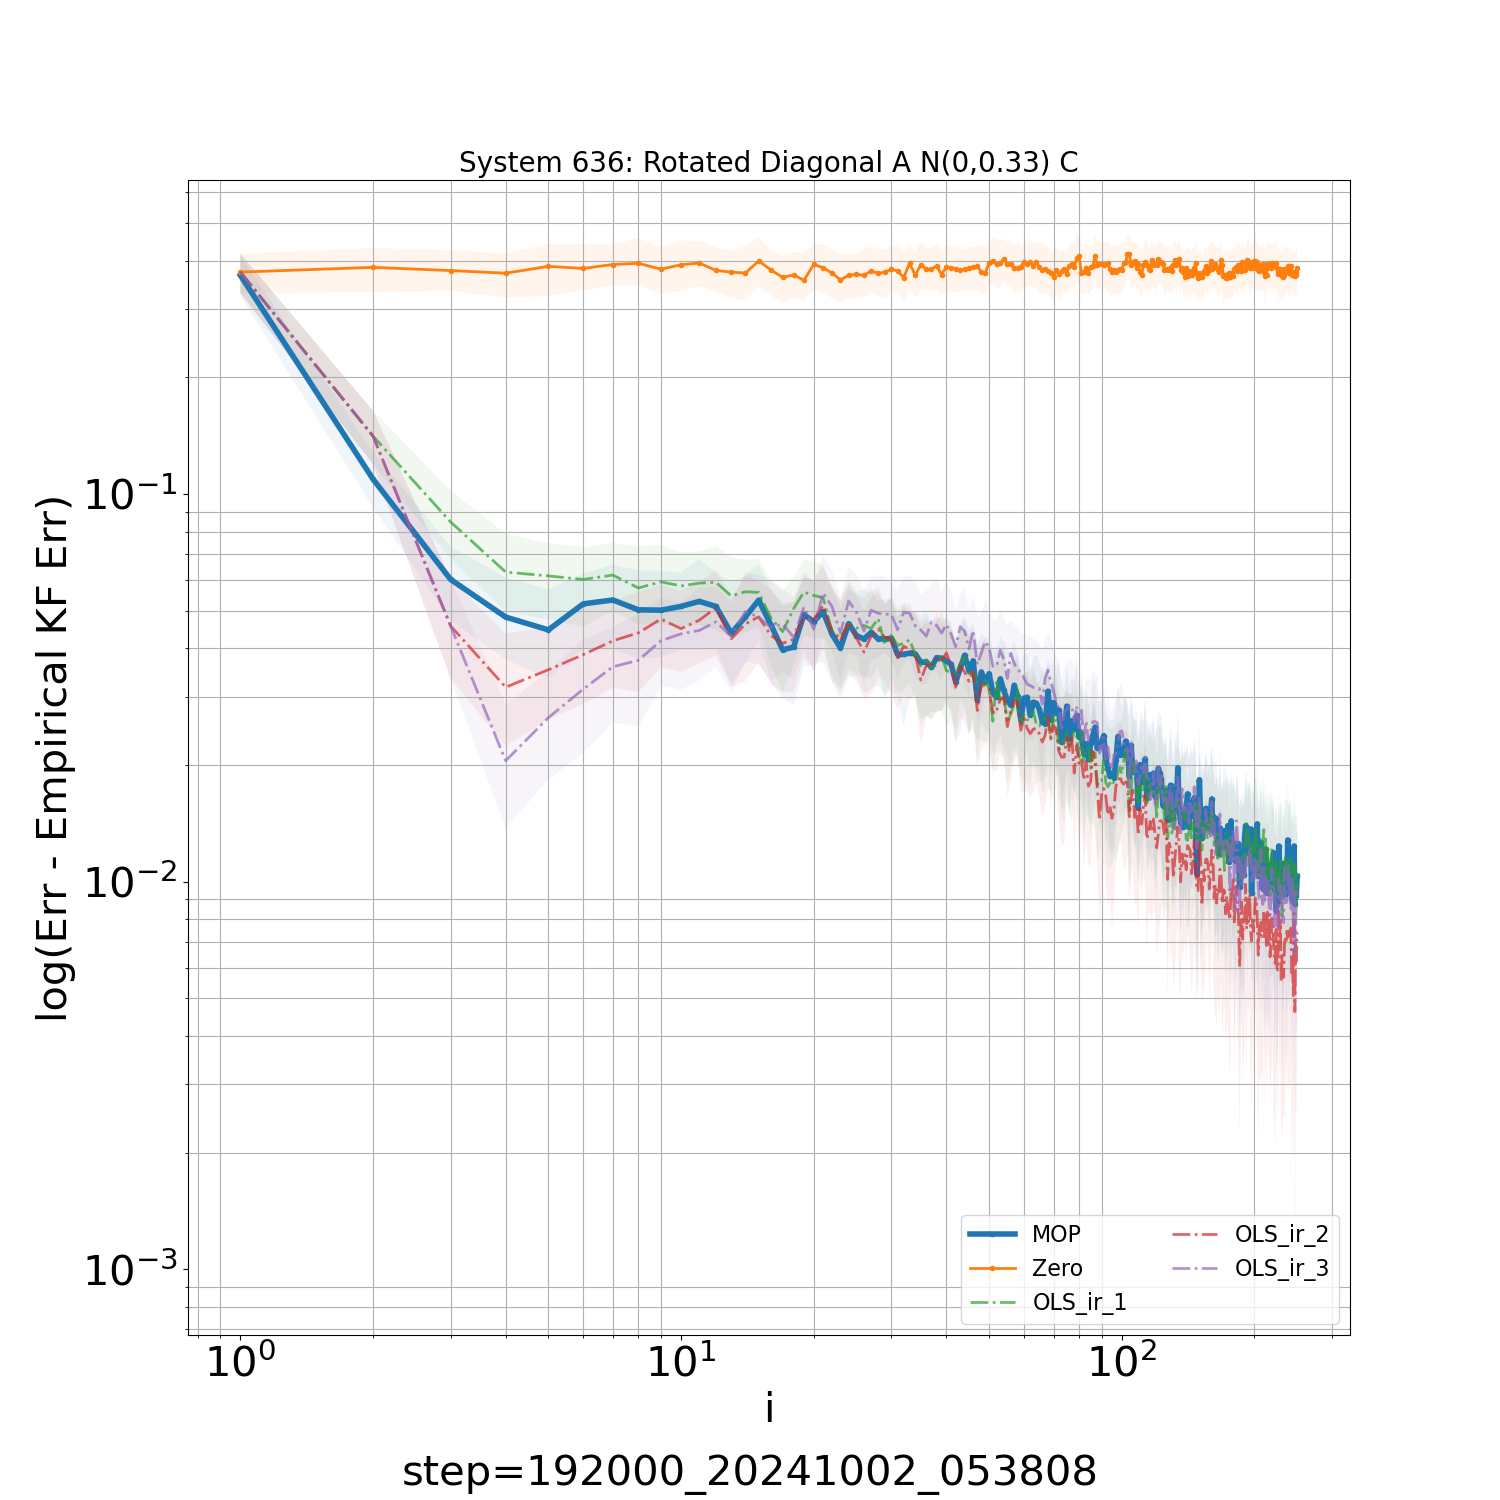 System 636: Rotated Diagonal A N(0,0.33) C
log(Err - Empirical KF Err)
10⁻¹
10⁻²
10⁻³
MOP
Zero
OLS_ir_1
OLS_ir_2
OLS_ir_3
10⁰ 10¹ 10²
i
step=192000_20241002_053808